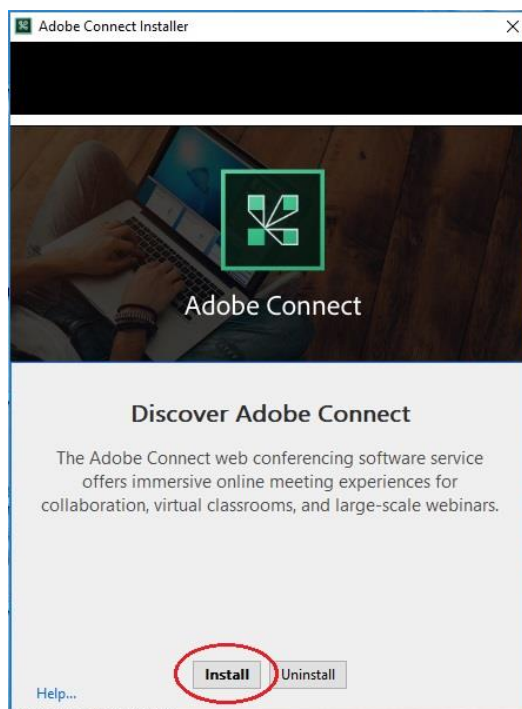 Adobe Connect Installer
Adobe Connect
Discover Adobe Connect
The Adobe Connect web conferencing software service
offers immersive online meeting experiences for
collaboration, virtual classrooms, and large-scale webinars.
Install Uninstall
Help...